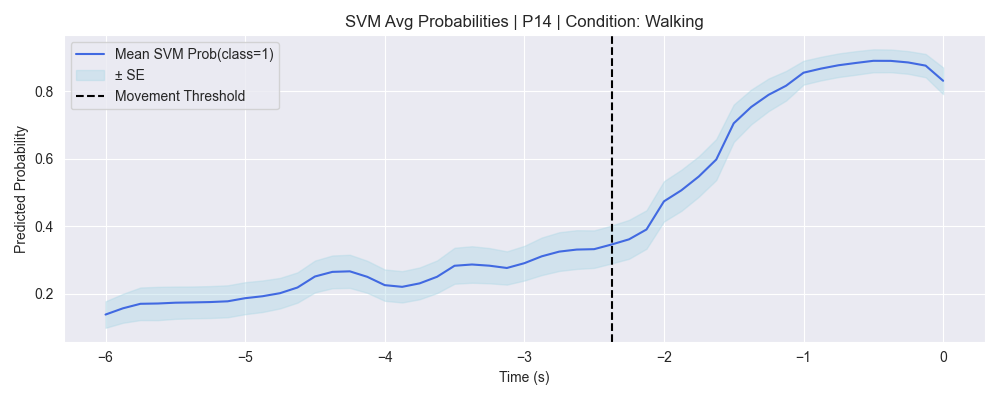 SVM Avg Probabilities | P14 | Condition: Walking
Mean SVM Prob(class=1)
± SE
Movement Threshold
Predicted Probability
0.8
0.6
0.4
0.2
−6 −5 −4 −3 −2 −1 0
Time (s)